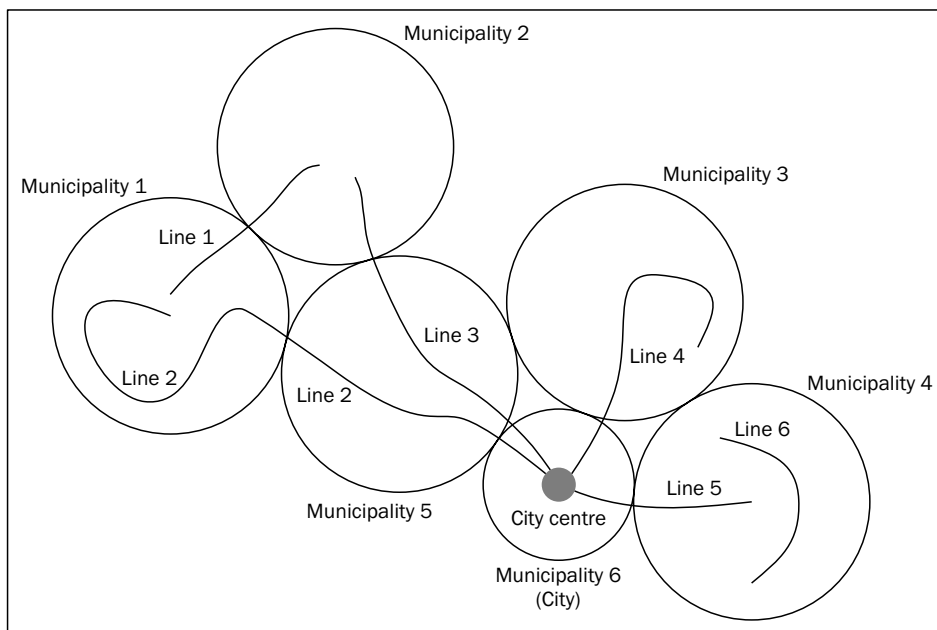 Municipality 2
Municipality 3
Municipality 1
Line 1
Line 3
Line 4
Line 2
Line 2
Municipality 4
Line 6
Line 5
Municipality 5
City centre
Municipality 6
(City)